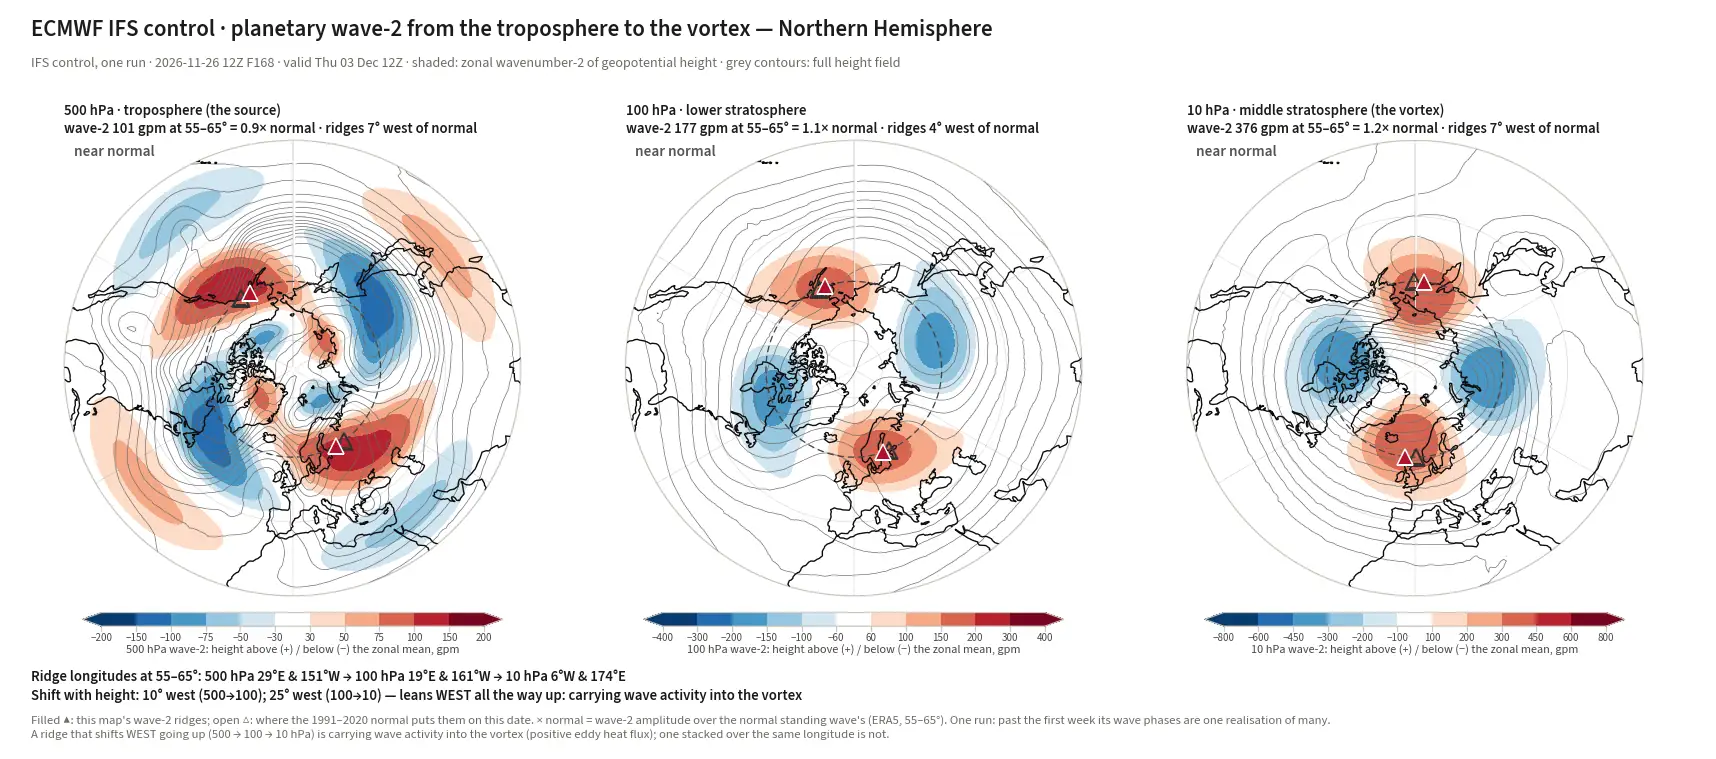 ECMWF IFS control · planetary wave-2 from the troposphere to the vortex — Northern Hemisphere
IFS control, one run · 2026-11-26 12Z F168 · valid Thu 03 Dec 12Z · shaded: zonal wavenumber-2 of geopotential height · grey contours: full height field
500 hPa · troposphere (the source)
wave-2 101 gpm at 55–65° = 0.9× normal · ridges 7° west of normal
near normal
100 hPa · lower stratosphere
wave-2 177 gpm at 55–65° = 1.1× normal · ridges 4° west of normal
near normal
10 hPa · middle stratosphere (the vortex)
wave-2 376 gpm at 55–65° = 1.2× normal · ridges 7° west of normal
near normal
−200 −150 −100 −75 −50 −30 30 50 75 100 150 200
500 hPa wave-2: height above (+) / below (−) the zonal mean, gpm
−400 −300 −200 −150 −100 −60 60 100 150 200 300 400
100 hPa wave-2: height above (+) / below (−) the zonal mean, gpm
−800 −600 −450 −300 −200 −100 100 200 300 450 600 800
10 hPa wave-2: height above (+) / below (−) the zonal mean, gpm
Ridge longitudes at 55–65°: 500 hPa 29°E & 151°W → 100 hPa 19°E & 161°W → 10 hPa 6°W & 174°E
Shift with height: 10° west (500→100); 25° west (100→10) — leans WEST all the way up: carrying wave activity into the vortex
Filled ▲: this map's wave-2 ridges; open △: where the 1991–2020 normal puts them on this date. × normal = wave-2 amplitude over the normal standing wave's (ERA5, 55–65°). One run: past the first week its wave phases are one realisation of many.
A ridge that shifts WEST going up (500 → 100 → 10 hPa) is carrying wave activity into the vortex (positive eddy heat flux); one stacked over the same longitude is not.